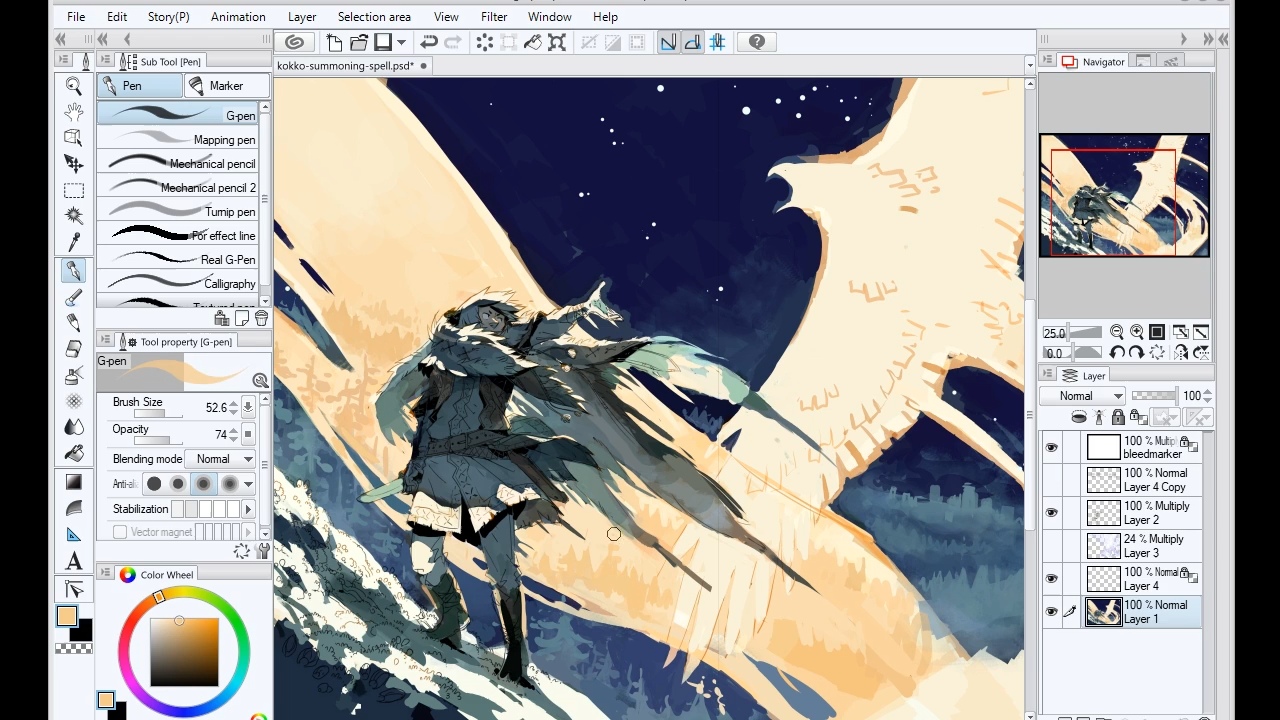 File Edit Story(P) Animation Layer Selection area View Filter Window Help
Sub Tool [Pen]
Pen Marker
G-pen
Mapping pen
Mechanical pencil
Mechanical pencil 2
Turnip pen
For effect line
Real G-Pen
Calligraphy
Tool property [G-pen]
G-pen
Brush Size 52.6
Opacity 74
Blending mode Normal
Anti-al
Stabilization
Vector magnet
Color Wheel
kokko-summoning-spell.psd*
Navigator
25.0
0.0
Layer
Normal 100
100 % Multipl
bleedmarker
100 % Normal
Layer 4 Copy
100 % Multiply
Layer 2
24 % Multiply
Layer 3
100 % Normal
Layer 4
100 % Normal
Layer 1